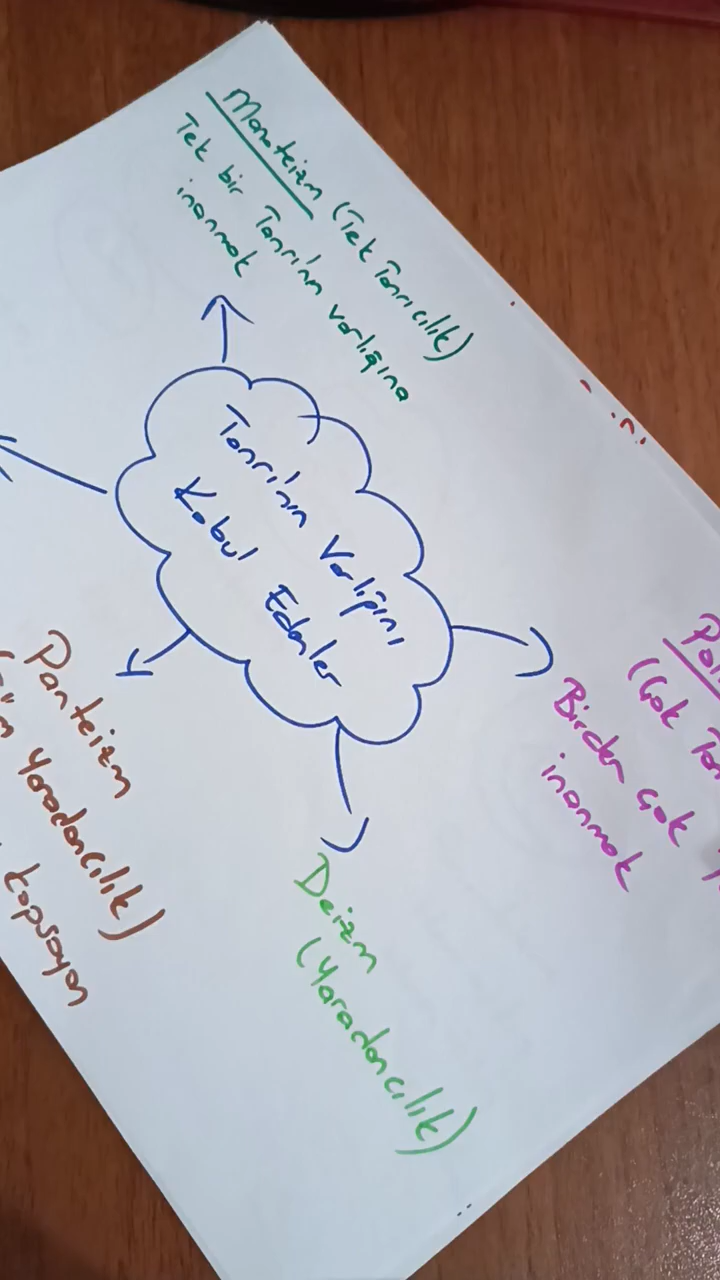 Monoteizm (Tek Tanrıcılık)
Tek bir Tanrı'nın varlığına
inanmak
Tanrı'nın Varlığını
Kabul Edenler
Birden çok
inanmak
Deizm
(Yaradancılık)
Panteizm
Yaradancılık)
kapsayan